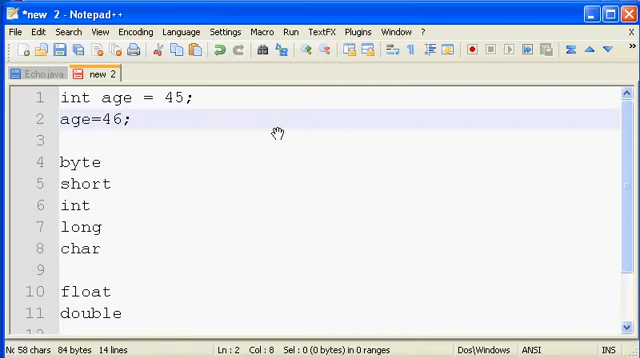 *new 2 - Notepad++
File Edit Search View Encoding Language Settings Macro Run TextFX Plugins Window ?
Echo.java new 2
1 int age = 45;
2 age=46;
3
4 byte
5 short
6 int
7 long
8 char
9
10 float
11 double
N: 58 chars 84 bytes 14 lines Ln : 2 Col : 8 Sel : 0 (0 bytes) in 0 ranges Dos\Windows ANSI INS